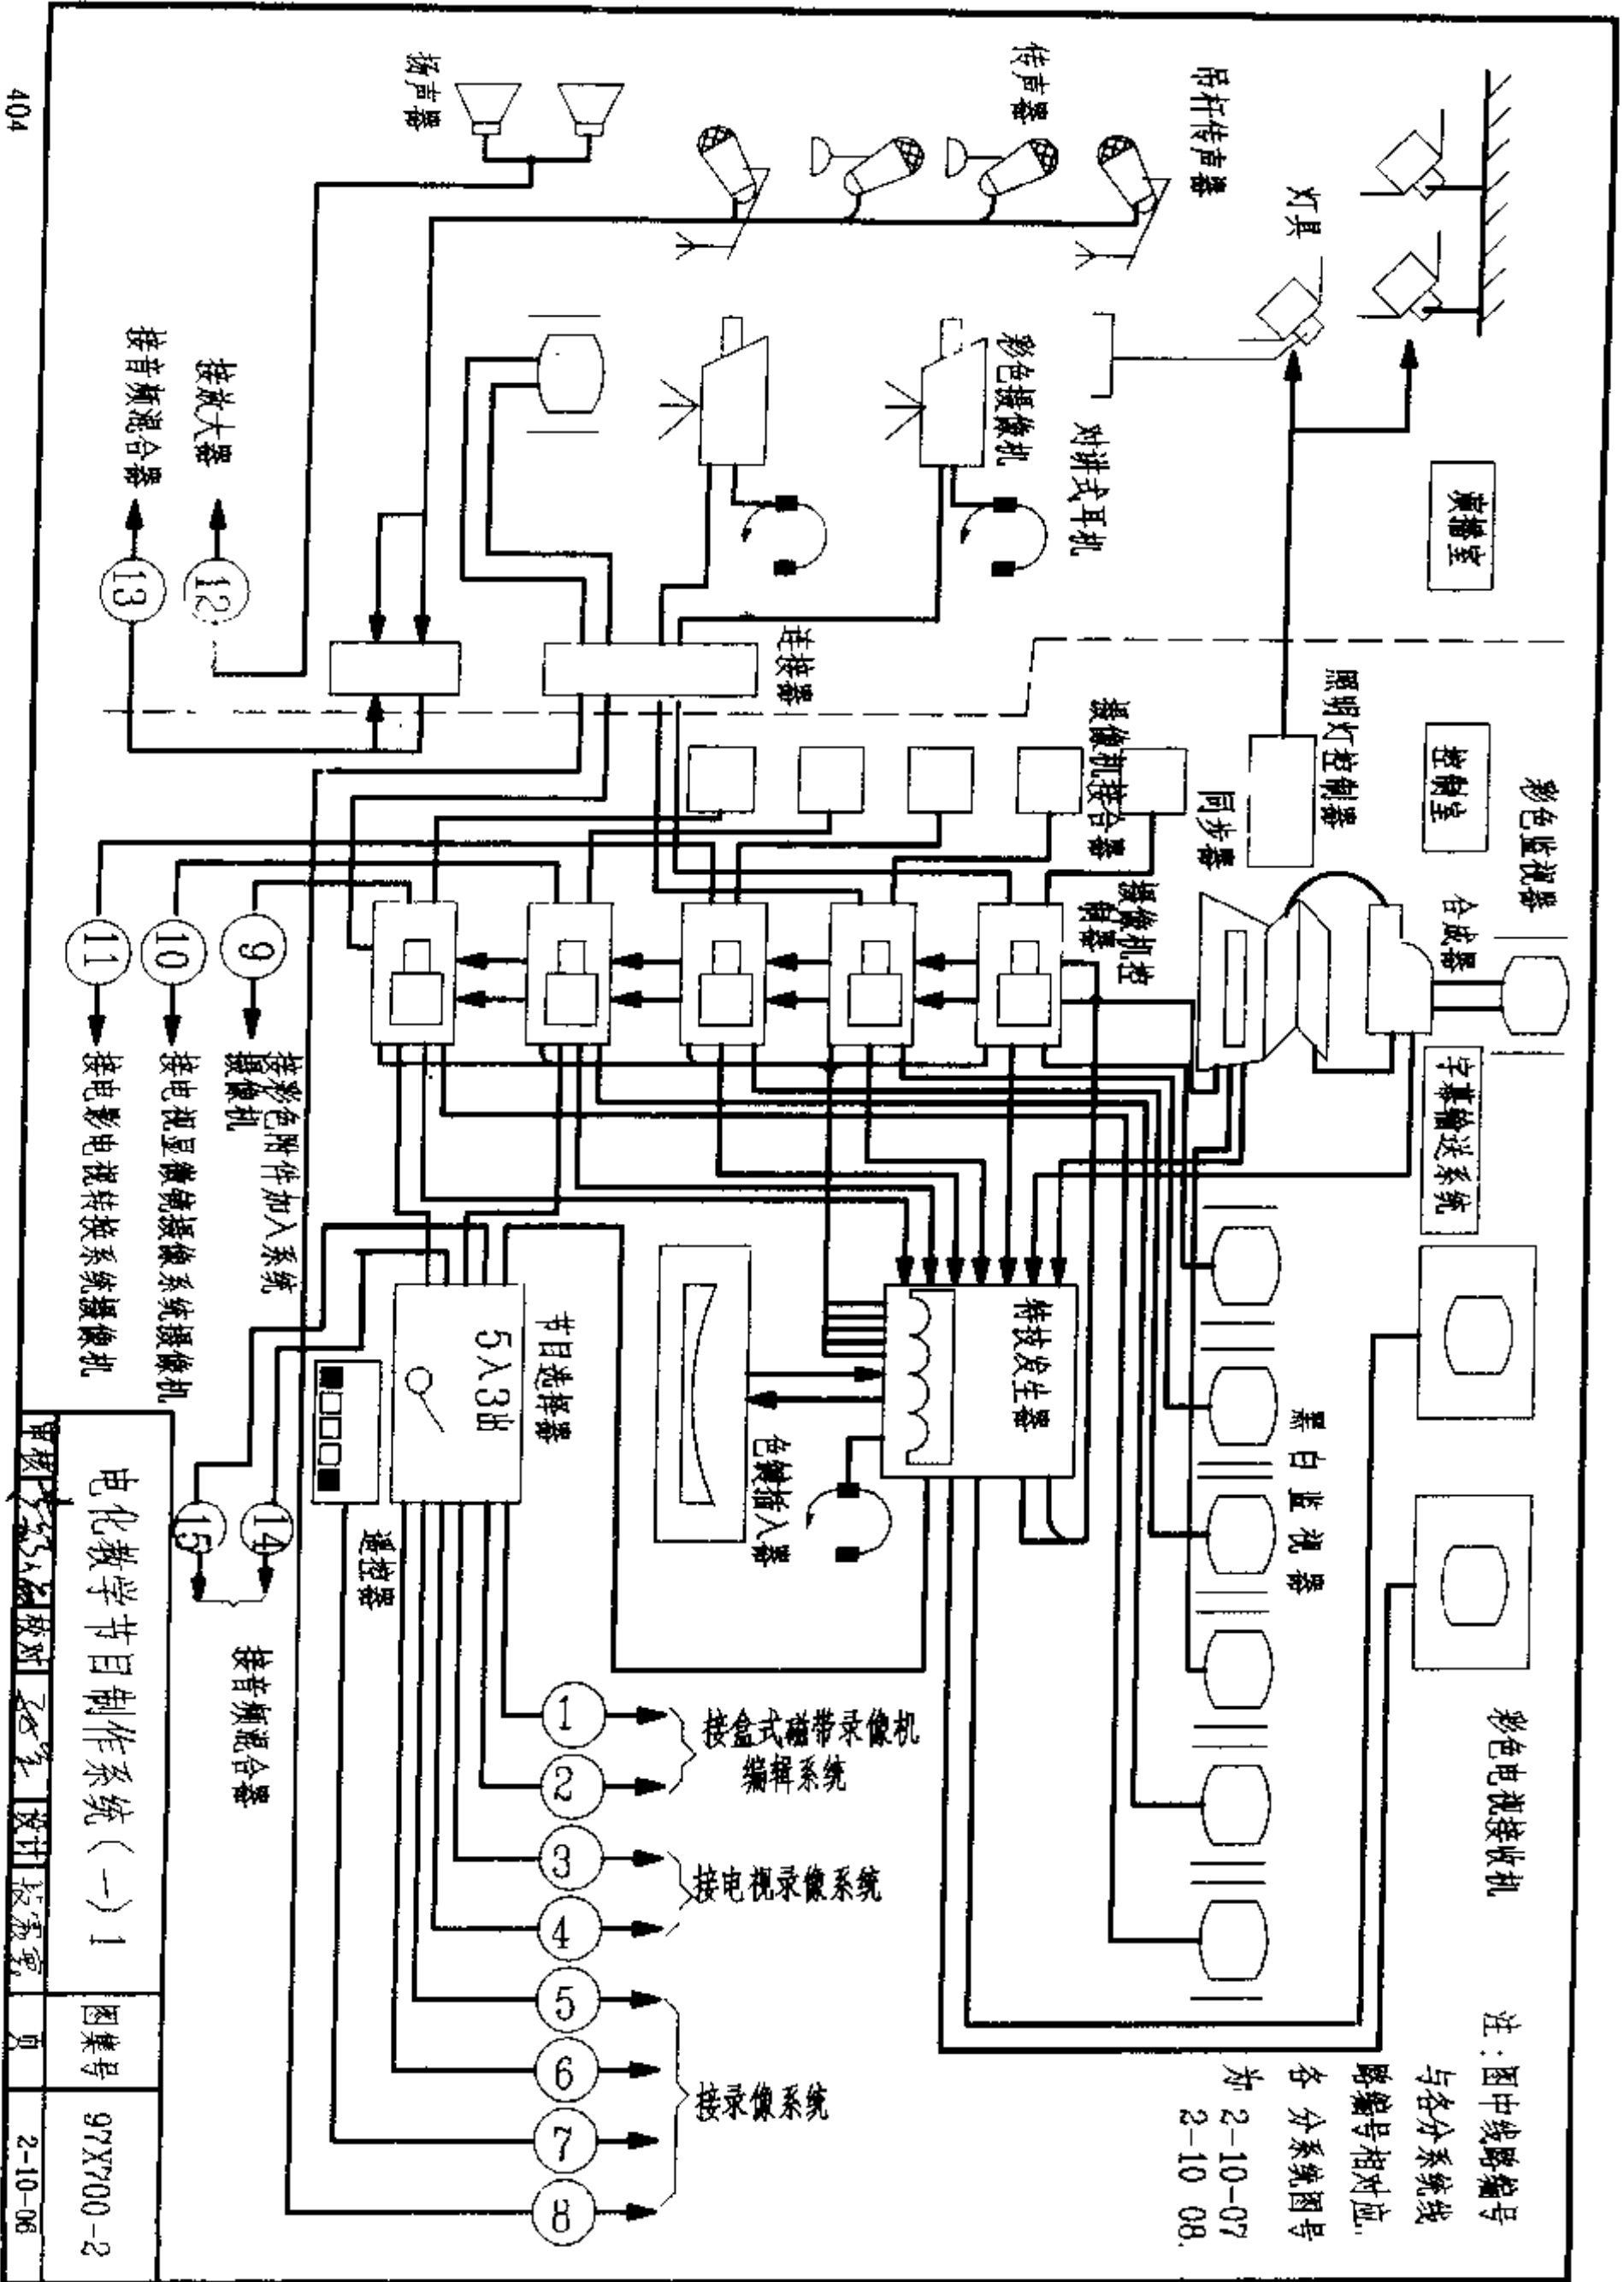 演播室
控制室
吊杆传声器
传声器
扬声器
灯具
彩色摄像机
对讲式耳机
接放大器
接音频混合器
12
13
连接器
照明灯控制器
彩色监视器
合成器
同步器
摄像机接合器
摄像机控
制器
字幕输送系统
9
10
11
接彩色附件加入系统
摄像机
接电视显微镜摄像系统摄像机
接电影电视转换系统摄像机
特技发生器
黑白监视器
色键插入器
节目选择器
5入3出
遥控器
14
15
接音频混合器
彩色电视接收机
1
2
3
4
5
6
7
8
接盒式磁带录像机
编辑系统
接电视录像系统
接录像系统
注:图中线路编号
与各分系统线
路编号相对应.
各分系统图号
为 2-10-07
2-10 08.
电化教学节目制作系统(一)1
图集号
97X700-2
审核
校对
设计
页
2-10-06
404